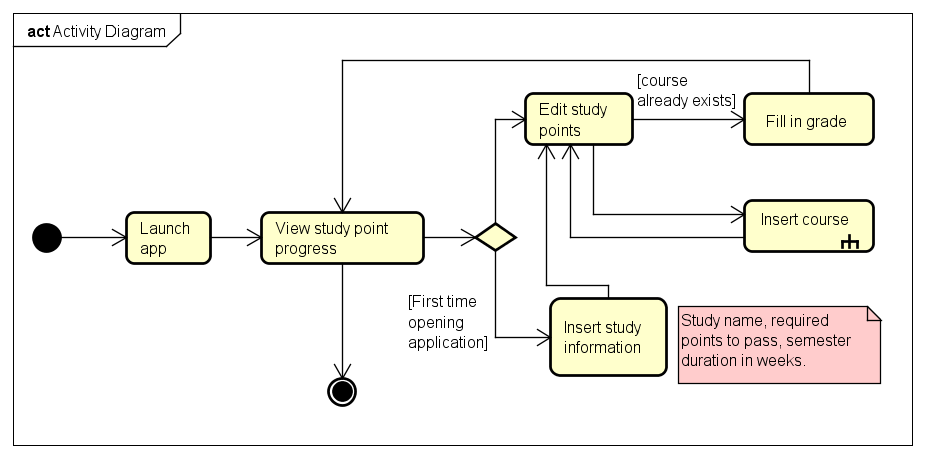 act Activity Diagram
[course
already exists]
Edit study
points
Fill in grade
Launch
app
View study point
progress
Insert course
[First time
opening
application]
Insert study
information
Study name, required
points to pass, semester
duration in weeks.